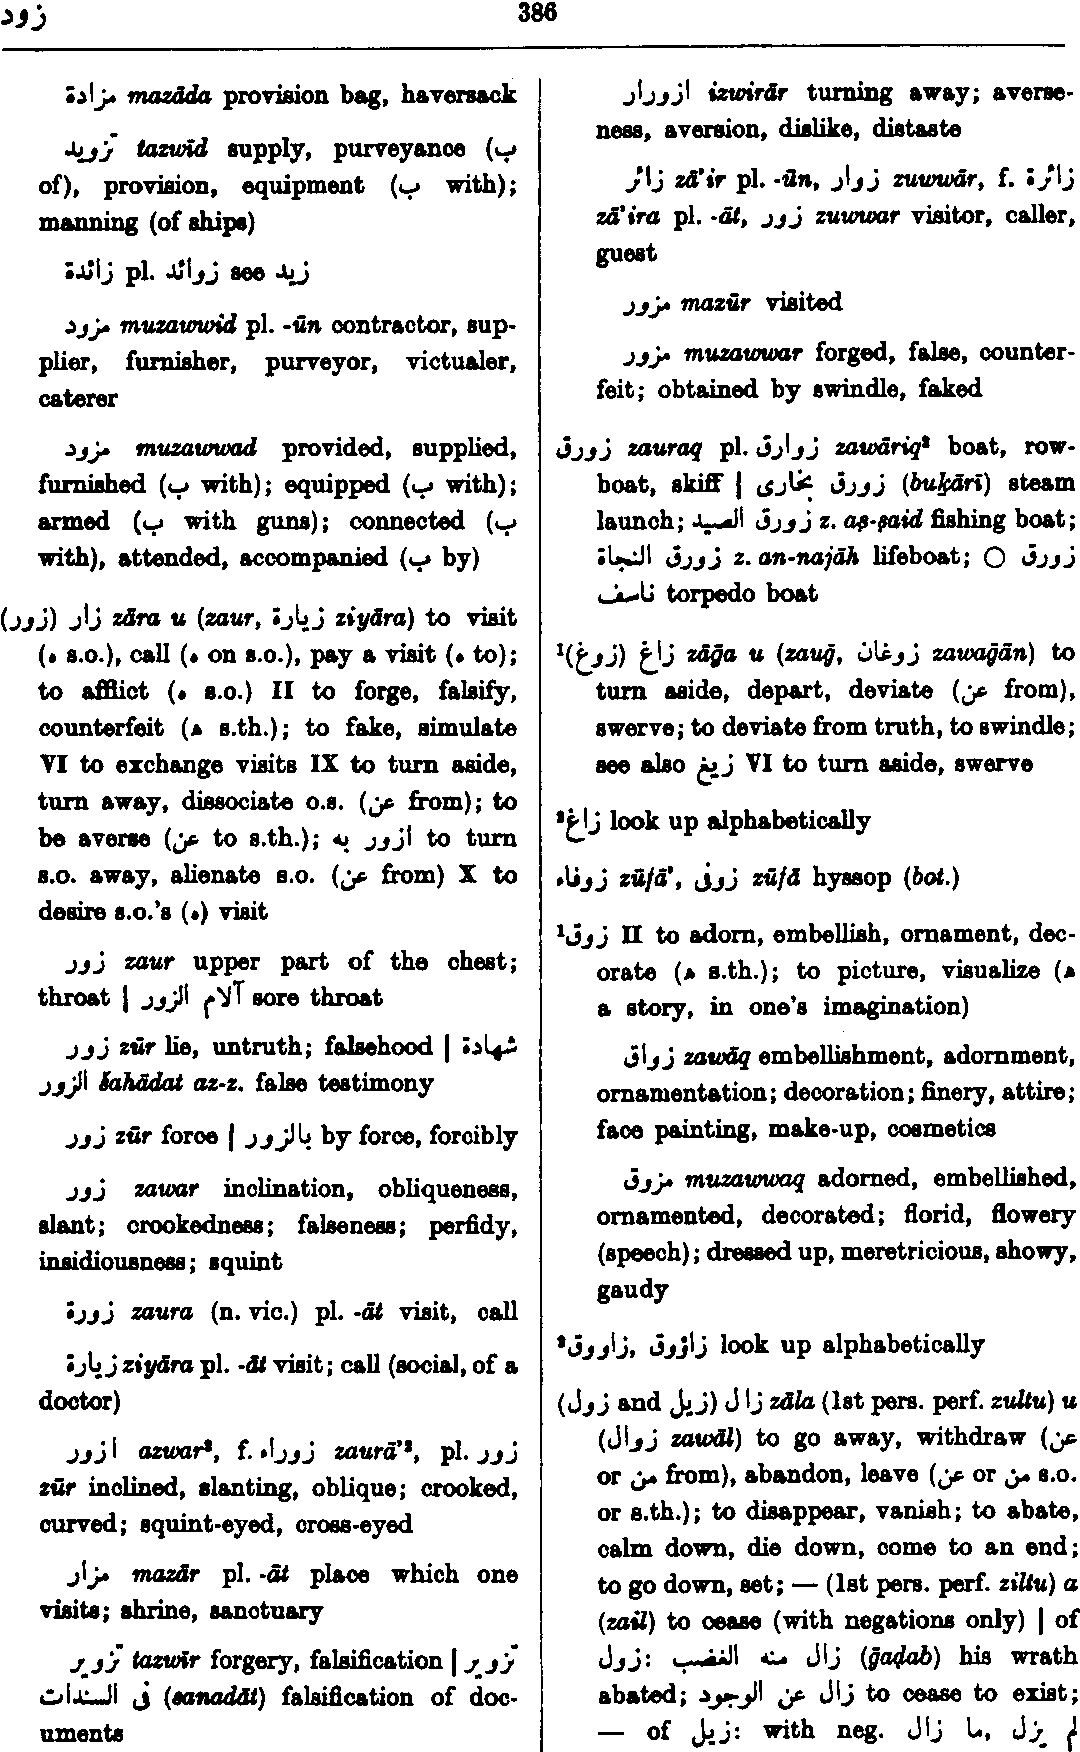 زود
386
مزادة mazāda provision bag, haversack
تزويد tazwīd supply, purveyance (ب
of), provision, equipment (ب with);
manning (of ships)
زائدة pl. زوائد see زيد
مزود muzawwid pl. -ūn contractor, sup-
plier, furnisher, purveyor, victualer,
caterer
مزود muzawwad provided, supplied,
furnished (ب with); equipped (ب with);
armed (ب with guns); connected (ب
with), attended, accompanied (ب by)
(زور) زار zāra u (zaur, زيارة ziyāra) to visit
(ه s.o.), call (ه on s.o.), pay a visit (ه to);
to afflict (ه s.o.) II to forge, falsify,
counterfeit (ﻫ s.th.); to fake, simulate
VI to exchange visits IX to turn aside,
turn away, dissociate o.s. (عن from); to
be averse (عن to s.th.); ازور به to turn
s.o. away, alienate s.o. (عن from) X to
desire s.o.'s (ه) visit
زور zaur upper part of the chest;
throat | آلام الزور sore throat
زور zūr lie, untruth; falsehood | شهادة
الزور šahādat az-z. false testimony
زور zūr force | بالزور by force, forcibly
زور zawar inclination, obliqueness,
slant; crookedness; falseness; perfidy,
insidiousness; squint
زورة zaura (n. vic.) pl. -āt visit, call
زيارة ziyāra pl. -āt visit; call (social, of a
doctor)
ازور azwar², f. زوراء zaurā'², pl. زور
zūr inclined, slanting, oblique; crooked,
curved; squint-eyed, cross-eyed
مزار mazār pl. -āt place which one
visits; shrine, sanctuary
تزوير tazwīr forgery, falsification | تزوير
فى السندات (sanadāt) falsification of doc-
uments
ازورار izwirār turning away; averse-
ness, aversion, dislike, distaste
زائر zā'ir pl. -ūn, زوار zuwwār, f. زائرة
zā'ira pl. -āt, زور zuwwar visitor, caller,
guest
مزور mazūr visited
مزور muzawwar forged, false, counter-
feit; obtained by swindle, faked
زورق zauraq pl. زوارق zawāriq² boat, row-
boat, skiff | زورق بخارى (buḵārī) steam
launch; زورق الصيد z. aṣ-ṣaid fishing boat;
زورق النجاة z. an-najāh lifeboat; ○ زورق
ناسف torpedo boat
¹(زوغ) زاغ zāḡa u (zauḡ, زوغان zawaḡān) to
turn aside, depart, deviate (عن from),
swerve; to deviate from truth, to swindle;
see also زيغ VI to turn aside, swerve
²زاغ look up alphabetically
زوفاء zūfā', زوفى zūfā hyssop (bot.)
¹زوق II to adorn, embellish, ornament, dec-
orate (ﻫ s.th.); to picture, visualize (ﻫ
a story, in one's imagination)
زواق zawāq embellishment, adornment,
ornamentation; decoration; finery, attire;
face painting, make-up, cosmetics
مزوق muzawwaq adorned, embellished,
ornamented, decorated; florid, flowery
(speech); dressed up, meretricious, showy,
gaudy
²زاووق, زاؤوق look up alphabetically
(زول and زيل) زال zāla (1st pers. perf. zultu) u
(زوال zawāl) to go away, withdraw (عن
or من from), abandon, leave (عن or من s.o.
or s.th.); to disappear, vanish; to abate,
calm down, die down, come to an end;
to go down, set; — (1st pers. perf. ziltu) a
(zail) to cease (with negations only) | of
زول: زال منه الغضب (ḡaḍab) his wrath
abated; زال عن الوجود to cease to exist;
— of زيل: with neg. ما زال, لم يزل